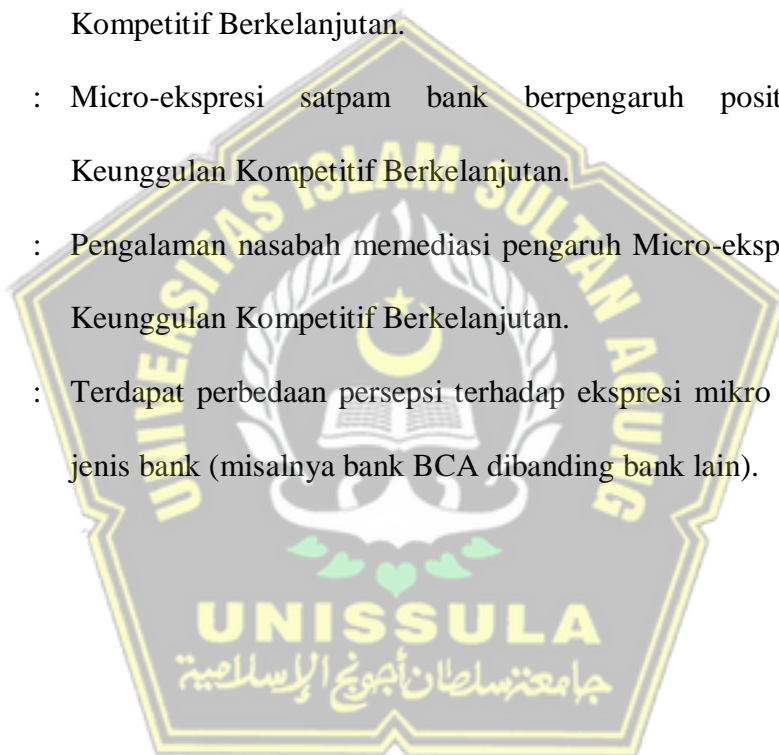 Kompetitif Berkelanjutan.
: Micro-ekspresi satpam bank berpengaruh posit
Keunggulan Kompetitif Berkelanjutan.
: Pengalaman nasabah memediasi pengaruh Micro-eksp
Keunggulan Kompetitif Berkelanjutan.
: Terdapat perbedaan persepsi terhadap ekspresi mikro
jenis bank (misalnya bank BCA dibanding bank lain).
UNIVERSITAS ISLAM SULTAN AGUNG
UNISSULA
جامعتسلطان أجونج الإسلامية